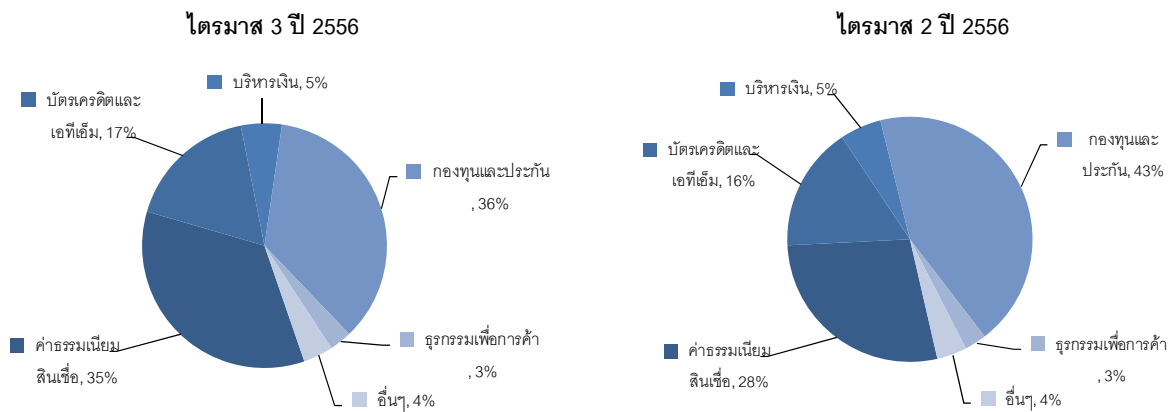 ไตรมาส 3 ปี 2556
บริหารเงิน, 5%
บัตรเครดิตและ
เอทีเอ็ม, 17%
กองทุนและประกัน
, 36%
ค่าธรรมเนียม
สินเชื่อ, 35%
ธุรกรรมเพื่อการค้า
, 3%
อื่นๆ, 4%
ไตรมาส 2 ปี 2556
บริหารเงิน, 5%
บัตรเครดิตและ
เอทีเอ็ม, 16%
กองทุนและ
ประกัน, 43%
ค่าธรรมเนียม
สินเชื่อ, 28%
ธุรกรรมเพื่อการค้า
, 3%
อื่นๆ, 4%